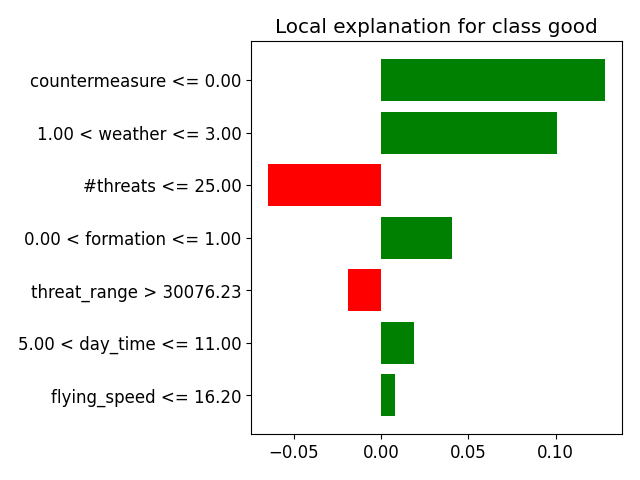 Local explanation for class good
countermeasure <= 0.00
1.00 < weather <= 3.00
#threats <= 25.00
0.00 < formation <= 1.00
threat_range > 30076.23
5.00 < day_time <= 11.00
flying_speed <= 16.20
−0.05 0.00 0.05 0.10